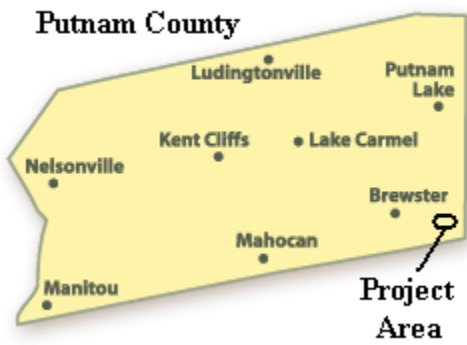 Putnam County
Ludingtonville
Putnam
Lake
Kent Cliffs
Lake Carmel
Nelsonville
Brewster
Mahocan
Manitou
Project
Area